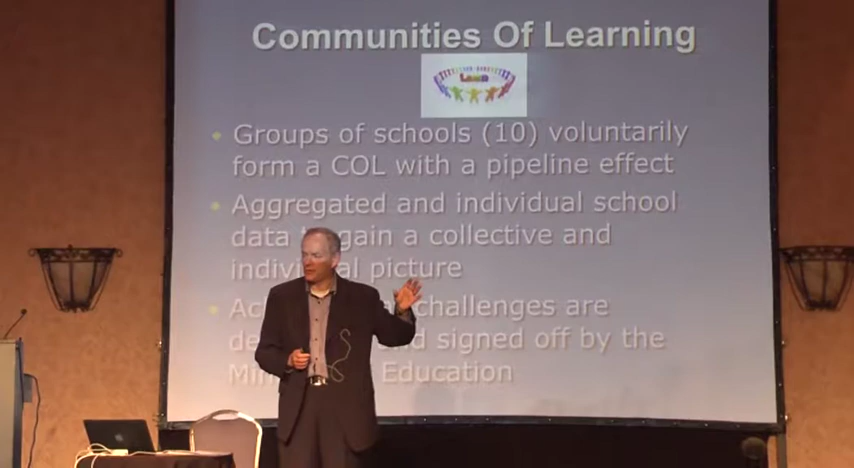 Communities Of Learning
Learn
Groups of schools (10) voluntarily
form a COL with a pipeline effect
Aggregated and individual school
data gain a collective and
picture
challenges are
signed off by the
Education